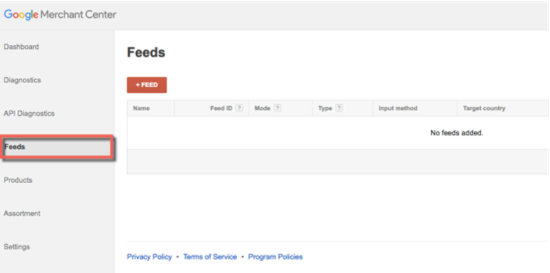 Google Merchant Center
Dashboard
Diagnostics
API Diagnostics
Feeds
Products
Assortment
Settings
Feeds
+ FEED
Name Feed ID ? Mode ? Type ? Input method Target country
No feeds added.
Privacy Policy • Terms of Service • Program Policies